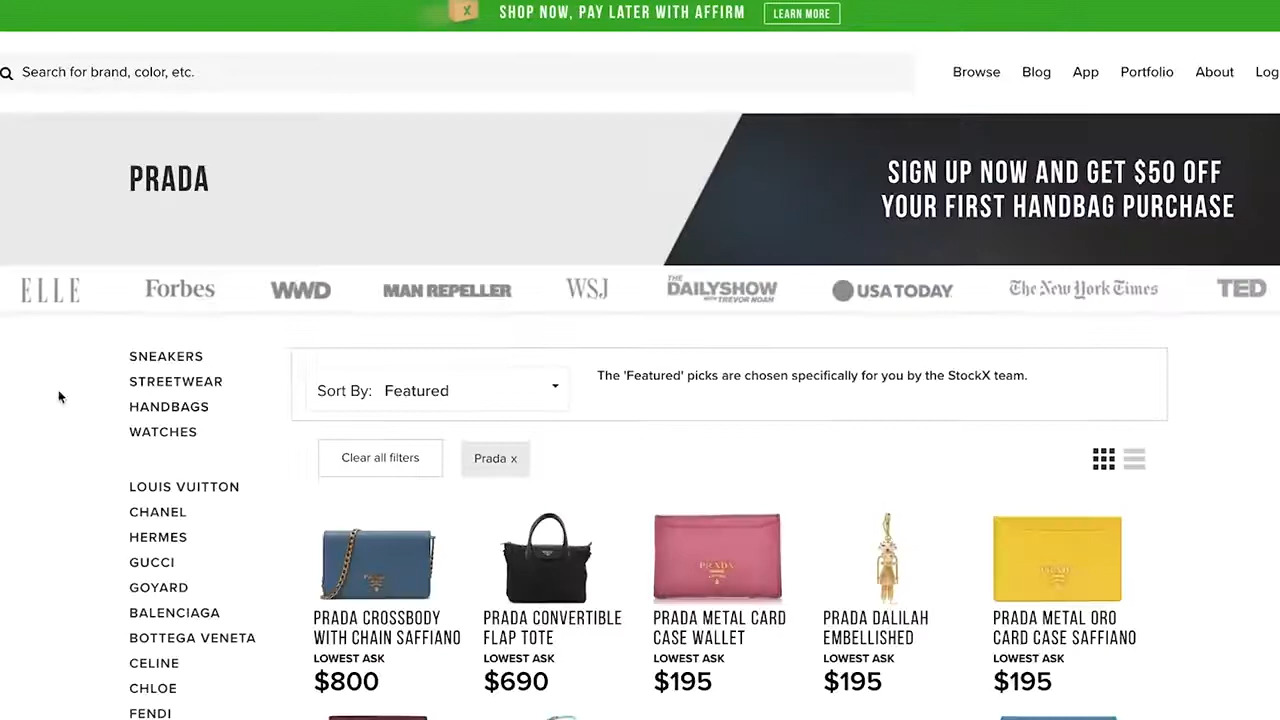 X
SHOP NOW, PAY LATER WITH AFFIRM
LEARN MORE
Search for brand, color, etc.
Browse
Blog
App
Portfolio
About
Log
PRADA
SIGN UP NOW AND GET $50 OFF
YOUR FIRST HANDBAG PURCHASE
ELLE
Forbes
WWD
MAN REPELLER
WSJ
THE
DAILYSHOW
WITH TREVOR NOAH
USA TODAY
The New York Times
TED
SNEAKERS
STREETWEAR
HANDBAGS
WATCHES
LOUIS VUITTON
CHANEL
HERMES
GUCCI
GOYARD
BALENCIAGA
BOTTEGA VENETA
CELINE
CHLOE
FENDI
Sort By: Featured
The 'Featured' picks are chosen specifically for you by the StockX team.
Clear all filters
Prada x
PRADA CROSSBODY
WITH CHAIN SAFFIANO
LOWEST ASK
$800
PRADA CONVERTIBLE
FLAP TOTE
LOWEST ASK
$690
PRADA
PRADA METAL CARD
CASE WALLET
LOWEST ASK
$195
PRADA DALILAH
EMBELLISHED
LOWEST ASK
$195
PRADA METAL ORO
CARD CASE SAFFIANO
LOWEST ASK
$195